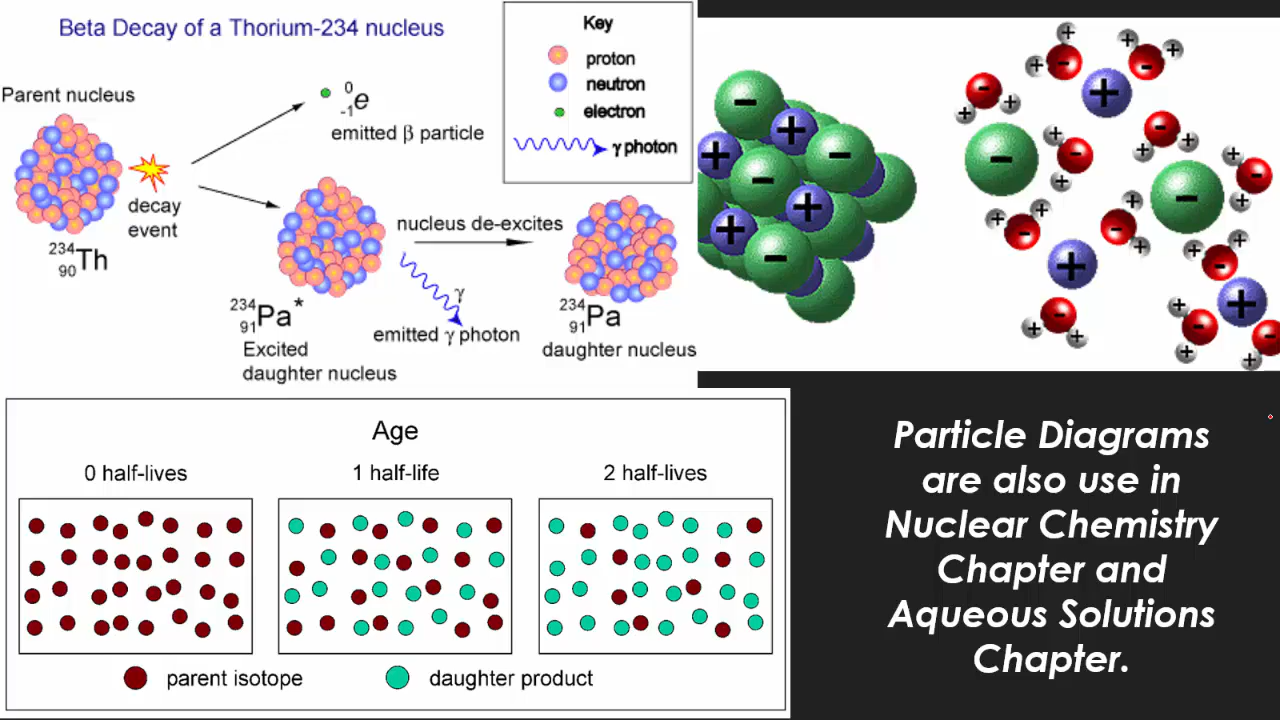 Beta Decay of a Thorium-234 nucleus
Key
proton
neutron
electron
γ photon
Parent nucleus
0
-1 e
emitted β particle
decay
event
234
90 Th
nucleus de-excites
γ
emitted γ photon
234
91 Pa*
Excited
daughter nucleus
234
91 Pa
daughter nucleus
Age
0 half-lives
1 half-life
2 half-lives
parent isotope
daughter product
Particle Diagrams
are also use in
Nuclear Chemistry
Chapter and
Aqueous Solutions
Chapter.